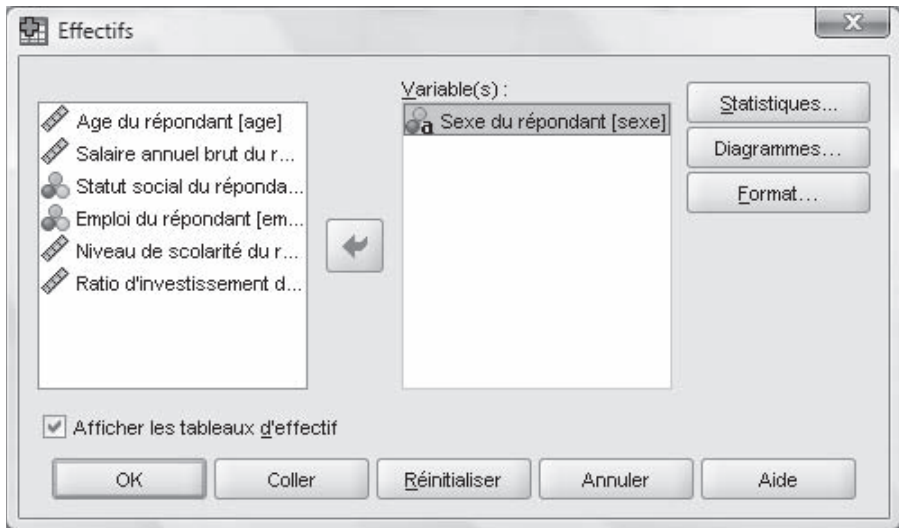 Effectifs
Age du répondant [age]
Salaire annuel brut du r...
Statut social du réponda...
Emploi du répondant [em...
Niveau de scolarité du r...
Ratio d'investissement d...
Variable(s) :
a Sexe du répondant [sexe]
Statistiques...
Diagrammes...
Format...
Afficher les tableaux d'effectif
OK
Coller
Réinitialiser
Annuler
Aide